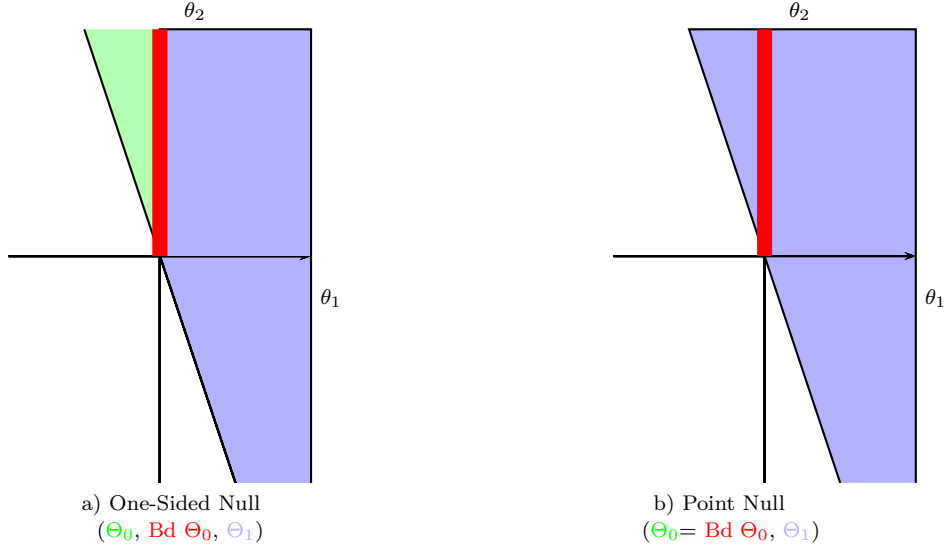 θ₂
θ₁
a) One-Sided Null
(Θ₀, Bd Θ₀, Θ₁)
θ₂
θ₁
b) Point Null
(Θ₀= Bd Θ₀, Θ₁)